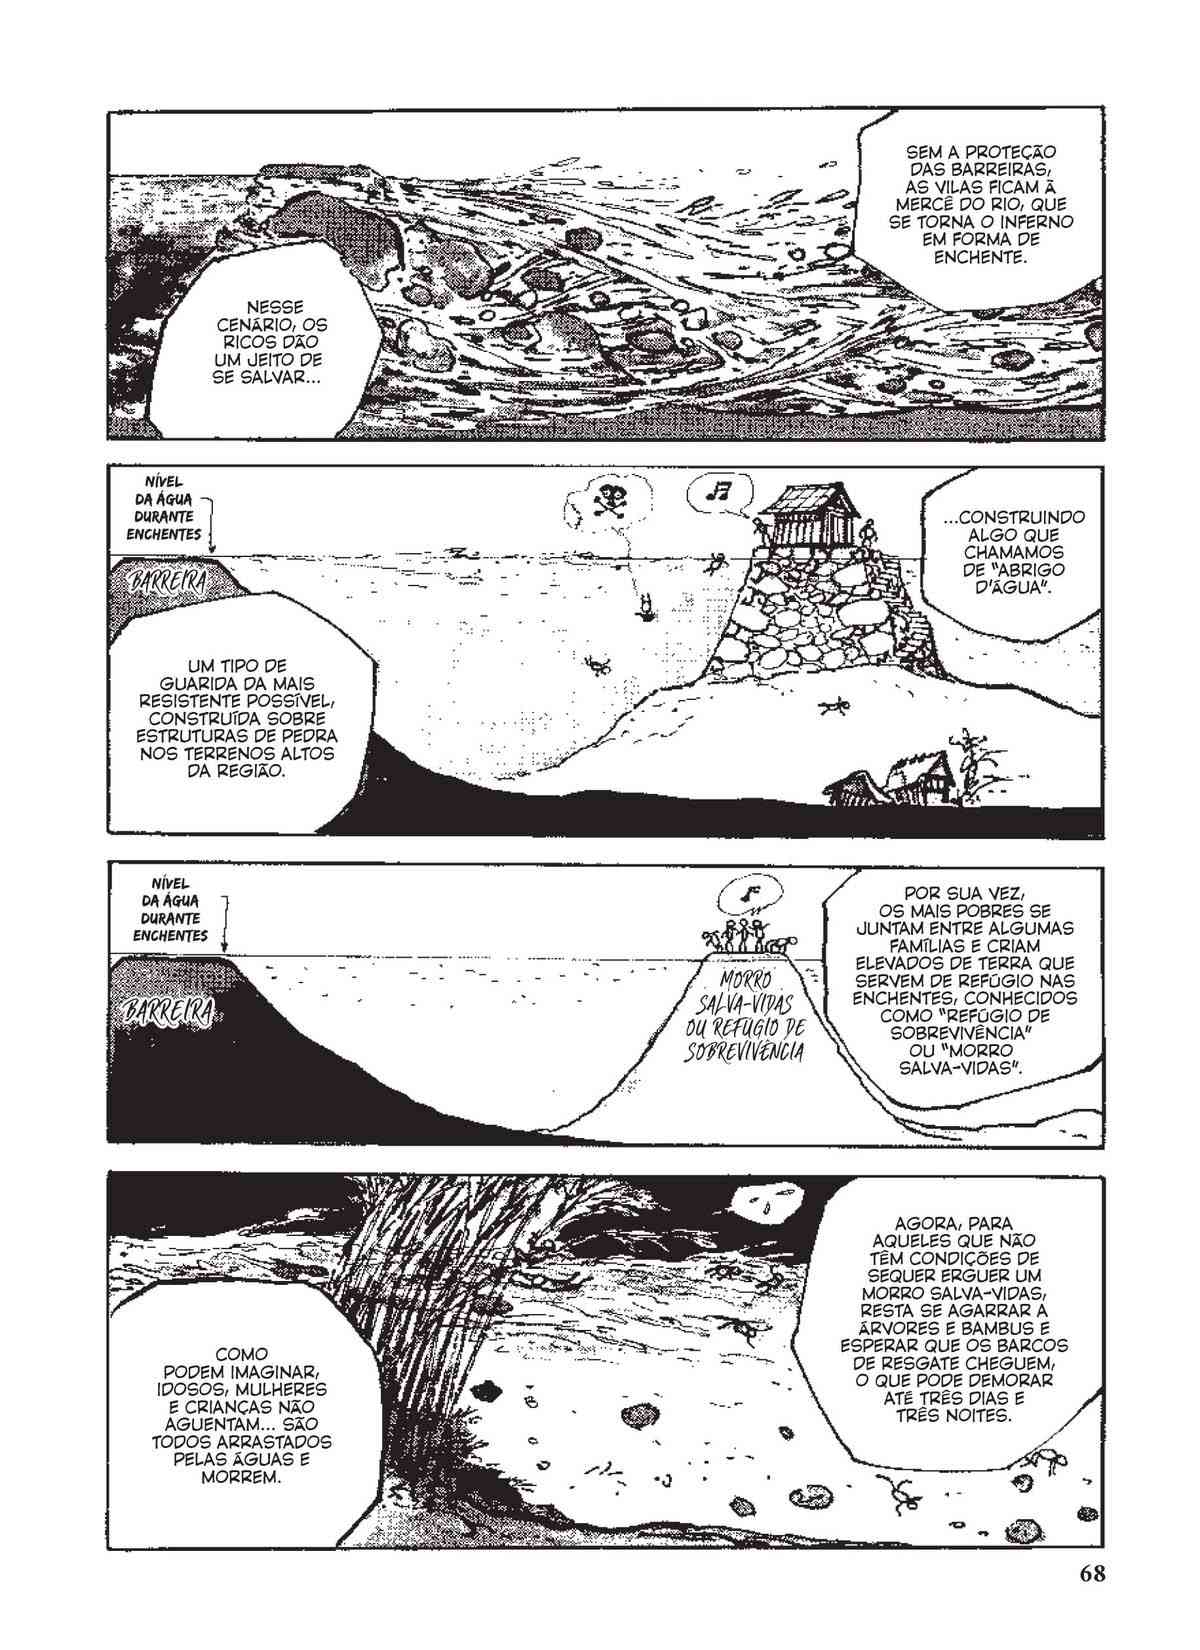 SEM A PROTEÇÃO
DAS BARREIRAS,
AS VILAS FICAM À
MERCÊ DO RIO, QUE
SE TORNA O INFERNO
EM FORMA DE
ENCHENTE.
NESSE
CENÁRIO, OS
RICOS DÃO
UM JEITO DE
SE SALVAR...
...CONSTRUINDO
ALGO QUE
CHAMAMOS
DE "ABRIGO
D'ÁGUA".
NÍVEL
DA ÁGUA
DURANTE
ENCHENTES
BARREIRA
UM TIPO DE
GUARIDA DA MAIS
RESISTENTE POSSÍVEL,
CONSTRUÍDA SOBRE
ESTRUTURAS DE PEDRA
NOS TERRENOS ALTOS
DA REGIÃO.
POR SUA VEZ,
OS MAIS POBRES SE
JUNTAM ENTRE ALGUMAS
FAMÍLIAS E CRIAM
ELEVADOS DE TERRA QUE
SERVEM DE REFÚGIO NAS
ENCHENTES, CONHECIDOS
COMO "REFÚGIO DE
SOBREVIVÊNCIA"
OU "MORRO
SALVA-VIDAS".
MORRO
SALVA-VIDAS
OU REFÚGIO DE
SOBREVIVÊNCIA
NÍVEL
DA ÁGUA
DURANTE
ENCHENTES
BARREIRA
AGORA, PARA
AQUELES QUE NÃO
TÊM CONDIÇÕES DE
SEQUER ERGUER UM
MORRO SALVA-VIDAS,
RESTA SE AGARRAR A
ÁRVORES E BAMBUS E
ESPERAR QUE OS BARCOS
DE RESGATE CHEGUEM,
O QUE PODE DEMORAR
ATÉ TRÊS DIAS E
TRÊS NOITES.
COMO
PODEM IMAGINAR,
IDOSOS, MULHERES
E CRIANÇAS NÃO
AGUENTAM... SÃO
TODOS ARRASTADOS
PELAS ÁGUAS E
MORREM.
68